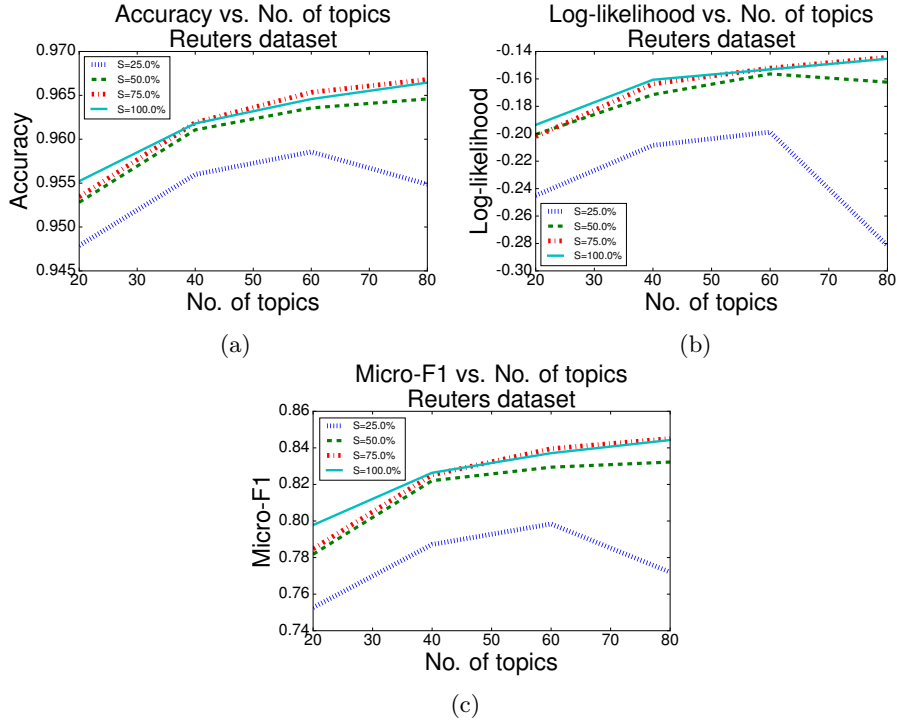 Accuracy vs. No. of topics
Reuters dataset
0.970
0.965
0.960
0.955
0.950
0.945
Accuracy
S=25.0%
S=50.0%
S=75.0%
S=100.0%
20 30 40 50 60 70 80
No. of topics
(a)
Log-likelihood vs. No. of topics
Reuters dataset
-0.14
-0.16
-0.18
-0.20
-0.22
-0.24
-0.26
-0.28
-0.30
Log-likelihood
S=25.0%
S=50.0%
S=75.0%
S=100.0%
20 30 40 50 60 70 80
No. of topics
(b)
Micro-F1 vs. No. of topics
Reuters dataset
0.86
0.84
0.82
0.80
0.78
0.76
0.74
Micro-F1
S=25.0%
S=50.0%
S=75.0%
S=100.0%
20 30 40 50 60 70 80
No. of topics
(c)